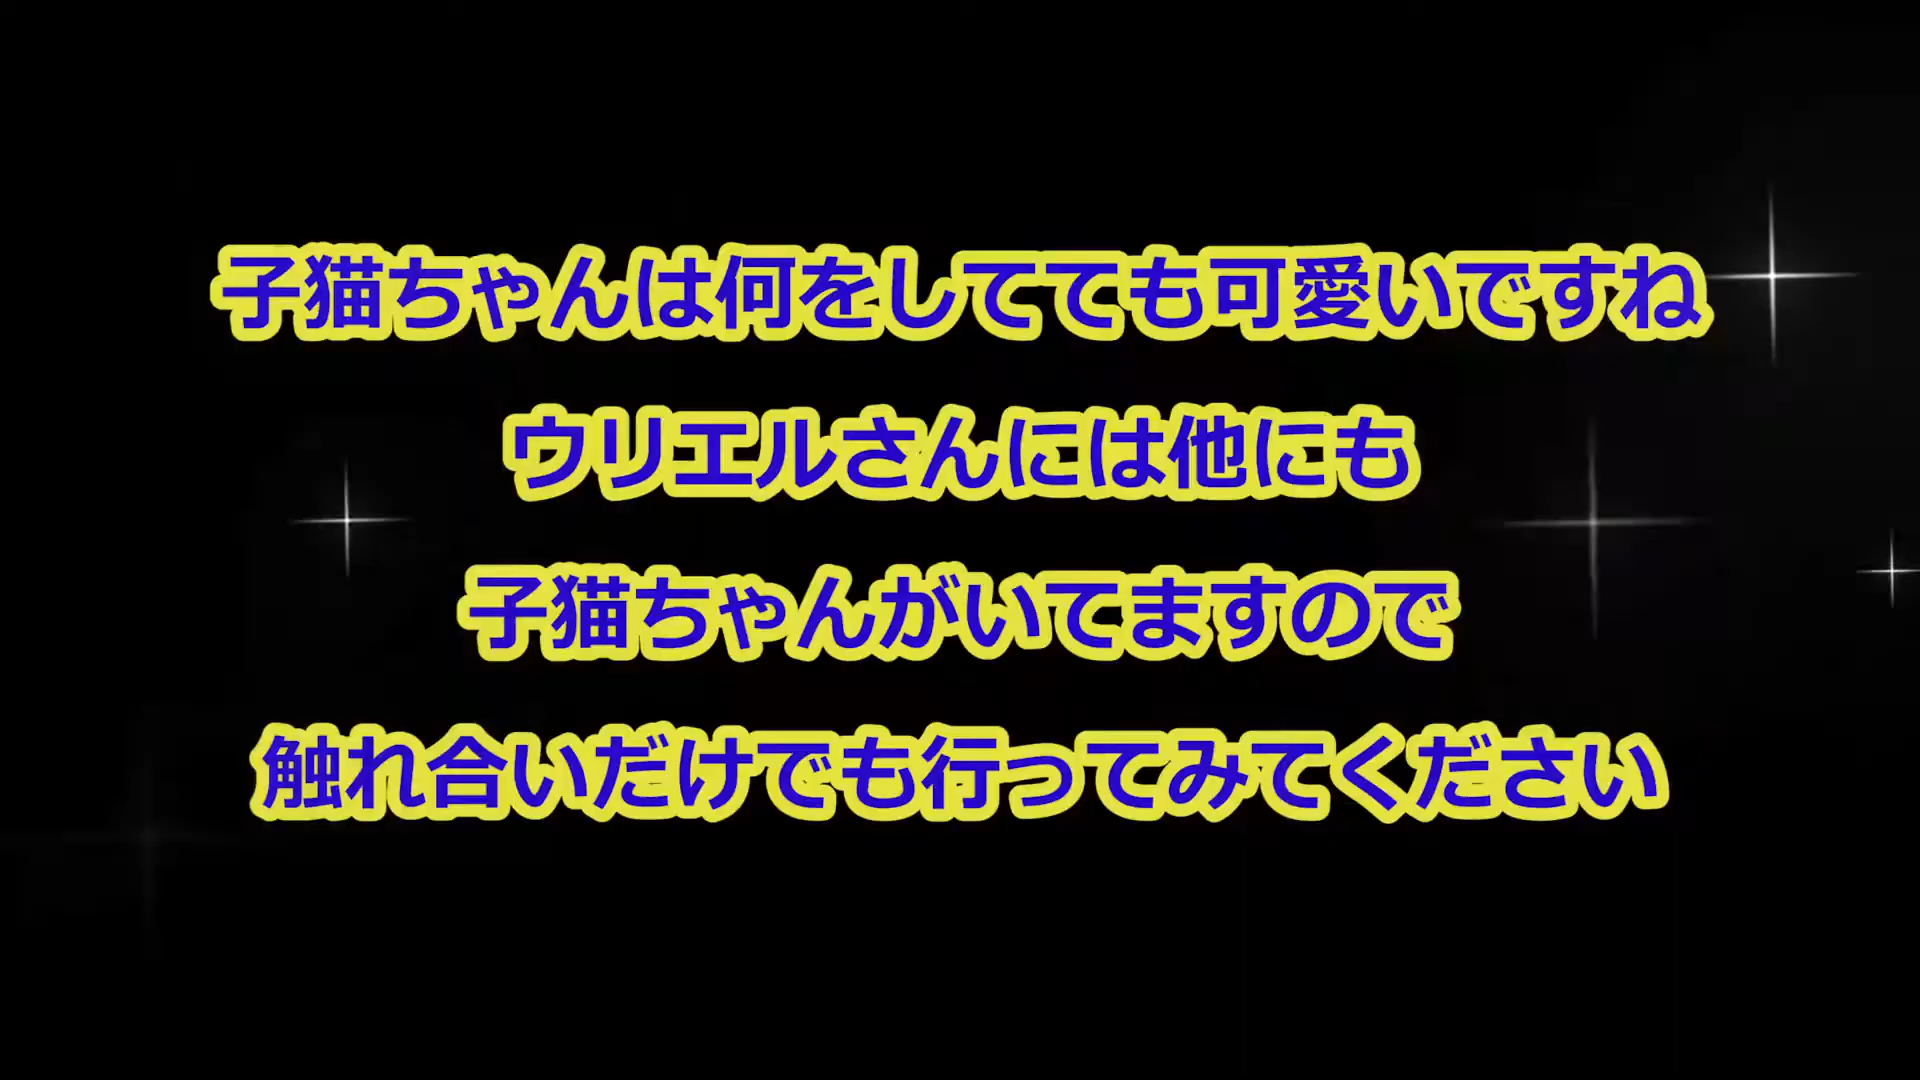 子猫ちゃんは何をしてても可愛いですね
ウリエルさんには他にも
子猫ちゃんがいてますので
触れ合いだけでも行ってみてください